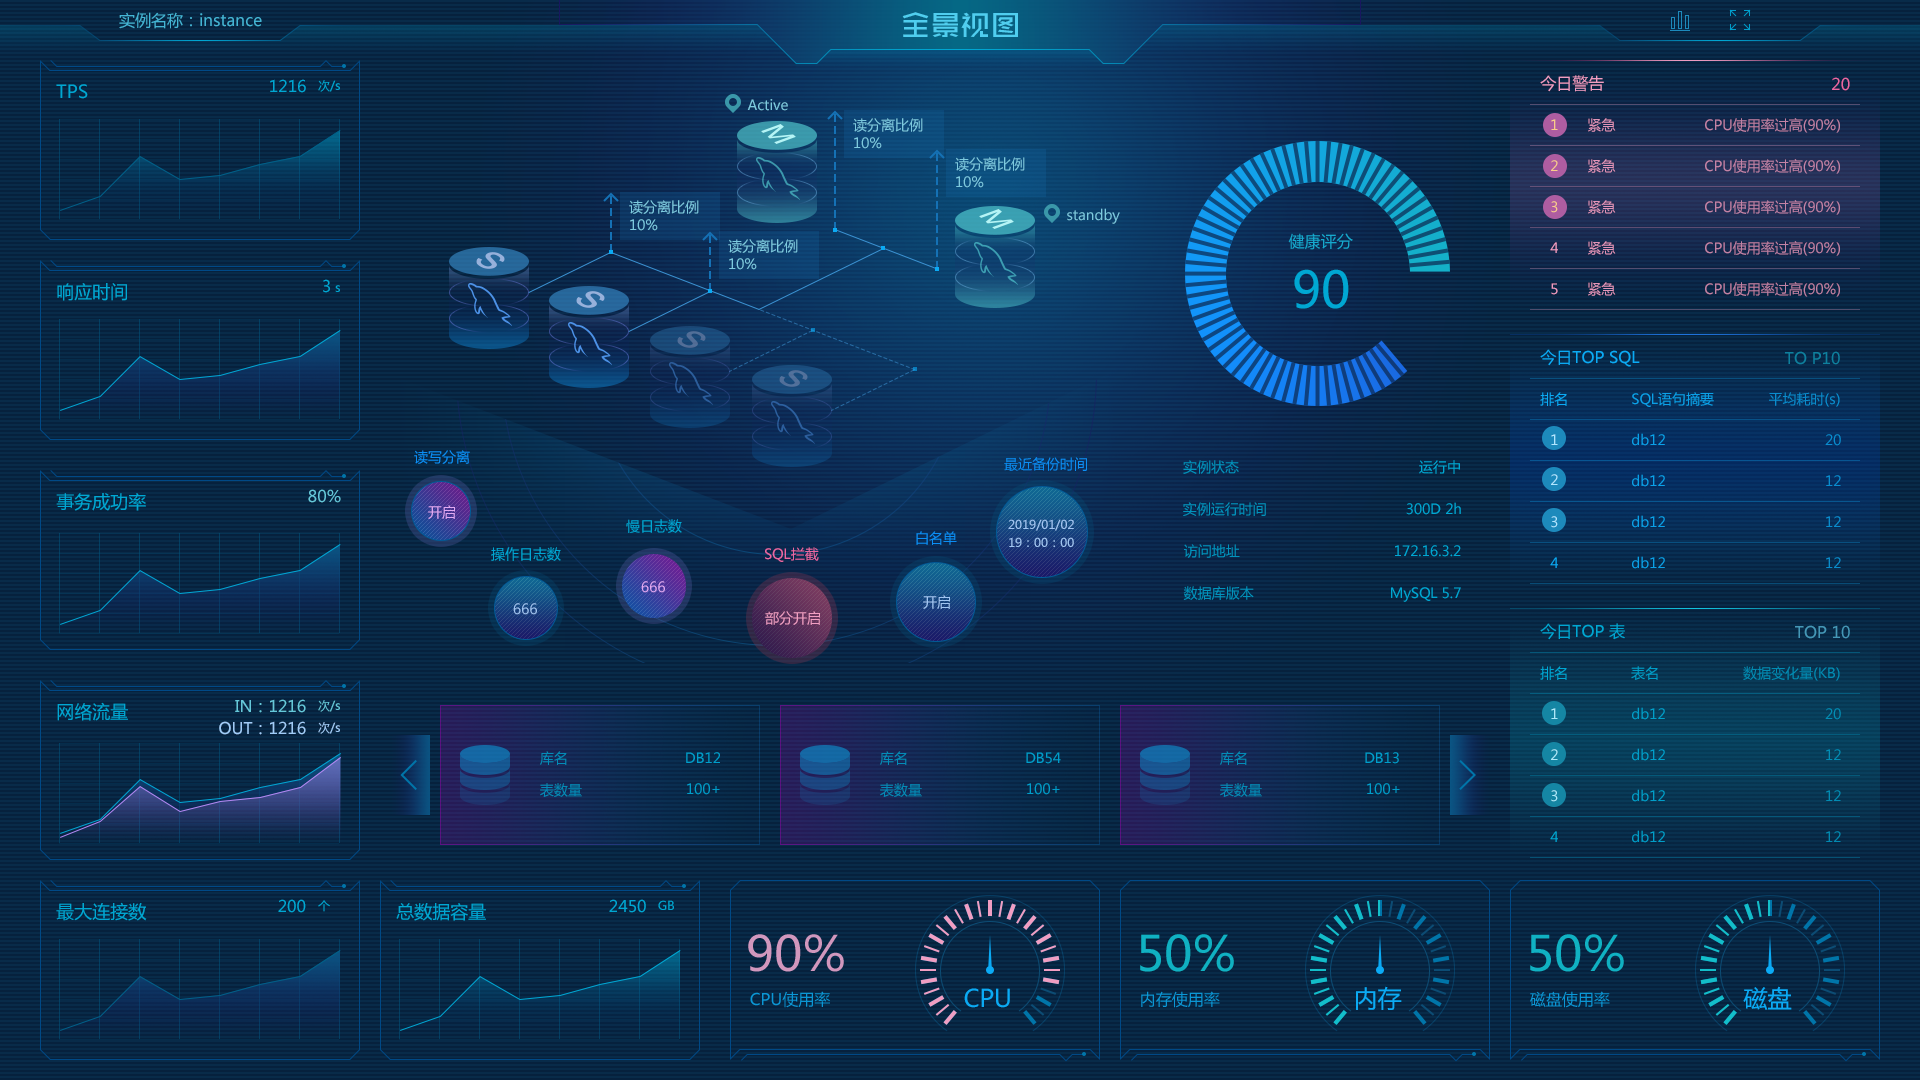 实例名称：instance
全景视图
TPS
1216 次/s
响应时间
3 s
事务成功率
80%
网络流量
IN：1216 次/s
OUT：1216 次/s
最大连接数
200 个
总数据容量
2450 GB
Active
M
读分离比例
10%
读分离比例
10%
M
standby
读分离比例
10%
读分离比例
10%
S
S
S
S
读写分离
开启
操作日志数
666
慢日志数
666
SQL拦截
部分开启
白名单
开启
最近备份时间
2019/01/02
19：00：00
健康评分
90
实例状态 运行中
实例运行时间 300D 2h
访问地址 172.16.3.2
数据库版本 MySQL 5.7
库名 DB12
表数量 100+
库名 DB54
表数量 100+
库名 DB13
表数量 100+
90%
CPU使用率
CPU
50%
内存使用率
内存
50%
磁盘使用率
磁盘
今日警告 20
1 紧急 CPU使用率过高(90%)
2 紧急 CPU使用率过高(90%)
3 紧急 CPU使用率过高(90%)
4 紧急 CPU使用率过高(90%)
5 紧急 CPU使用率过高(90%)
今日TOP SQL TO P10
排名 SQL语句摘要 平均耗时(s)
1 db12 20
2 db12 12
3 db12 12
4 db12 12
今日TOP 表 TOP 10
排名 表名 数据变化量(KB)
1 db12 20
2 db12 12
3 db12 12
4 db12 12